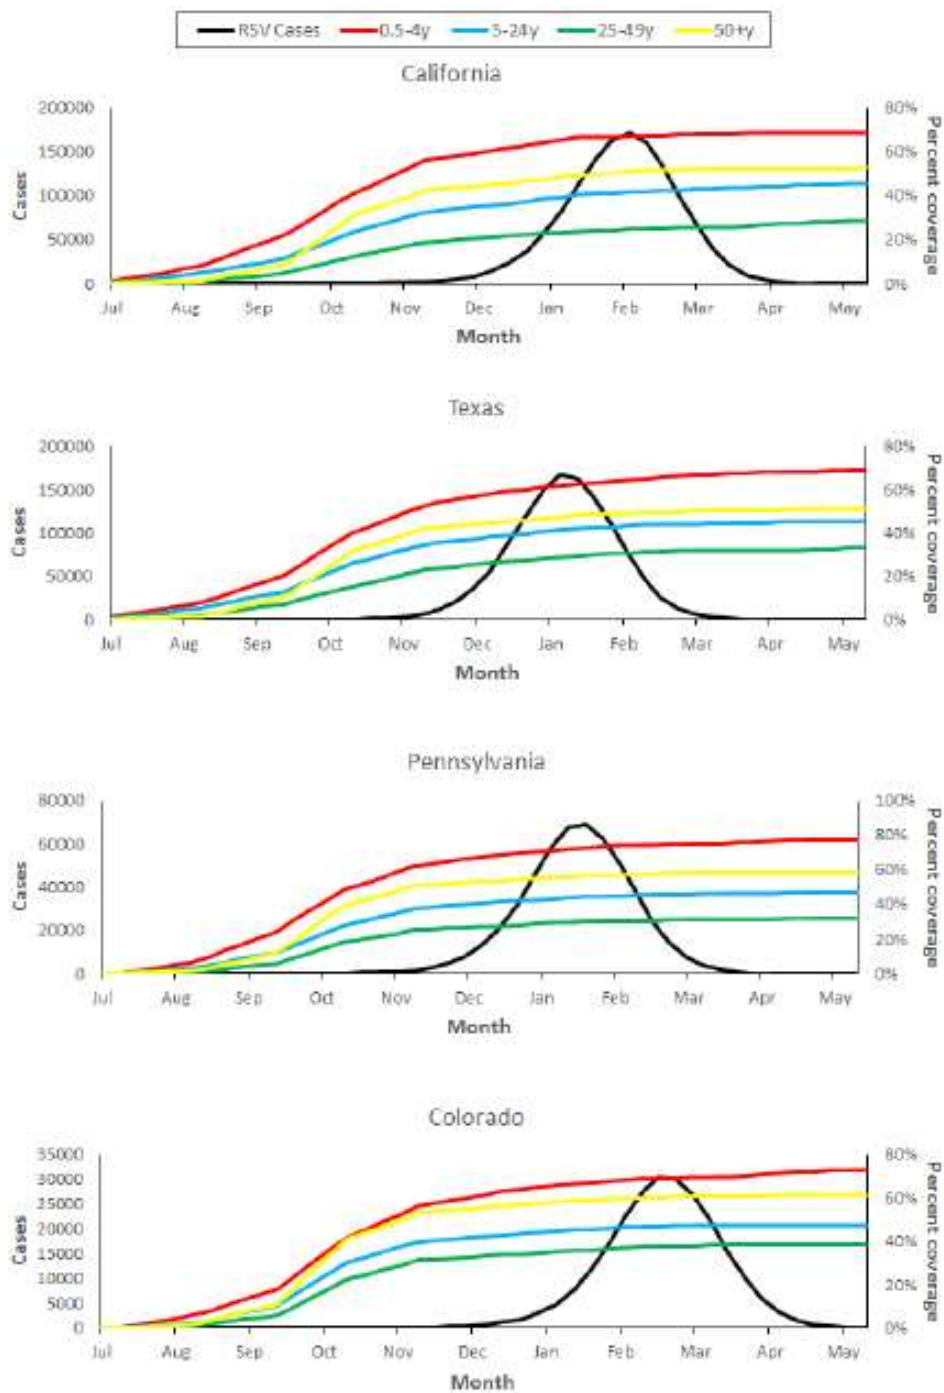 RSV Cases 0.5-4y 5-24y 25-49y 50+y
California
200000 80%
150000 60%
100000 40%
50000 20%
0 0%
Cases
Percent coverage
Jul Aug Sep Oct Nov Dec Jan Feb Mar Apr May
Month
Texas
200000 80%
150000 60%
100000 40%
50000 20%
0 0%
Cases
Percent coverage
Jul Aug Sep Oct Nov Dec Jan Feb Mar Apr May
Month
Pennsylvania
80000 100%
80%
60000
60%
40000
40%
20000
20%
0 0%
Cases
Percent coverage
Jul Aug Sep Oct Nov Dec Jan Feb Mar Apr May
Month
Colorado
35000 80%
30000
25000 60%
20000
40%
15000
10000
20%
5000
0 0%
Cases
Percent coverage
Jul Aug Sep Oct Nov Dec Jan Feb Mar Apr May
Month